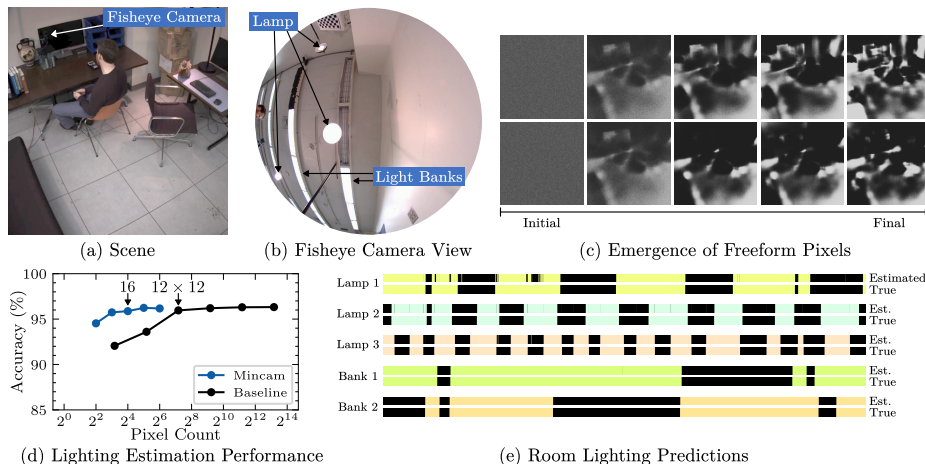 Fisheye Camera
Lamp
Light Banks
Initial
Final
(a) Scene
(b) Fisheye Camera View
(c) Emergence of Freeform Pixels
100
95
90
85
Accuracy (%)
16
12 × 12
Mincam
Baseline
2^0 2^2 2^4 2^6 2^8 2^10 2^12 2^14
Pixel Count
(d) Lighting Estimation Performance
Lamp 1
Estimated
True
Lamp 2
Est.
True
Lamp 3
Est.
True
Bank 1
Est.
True
Bank 2
Est.
True
(e) Room Lighting Predictions